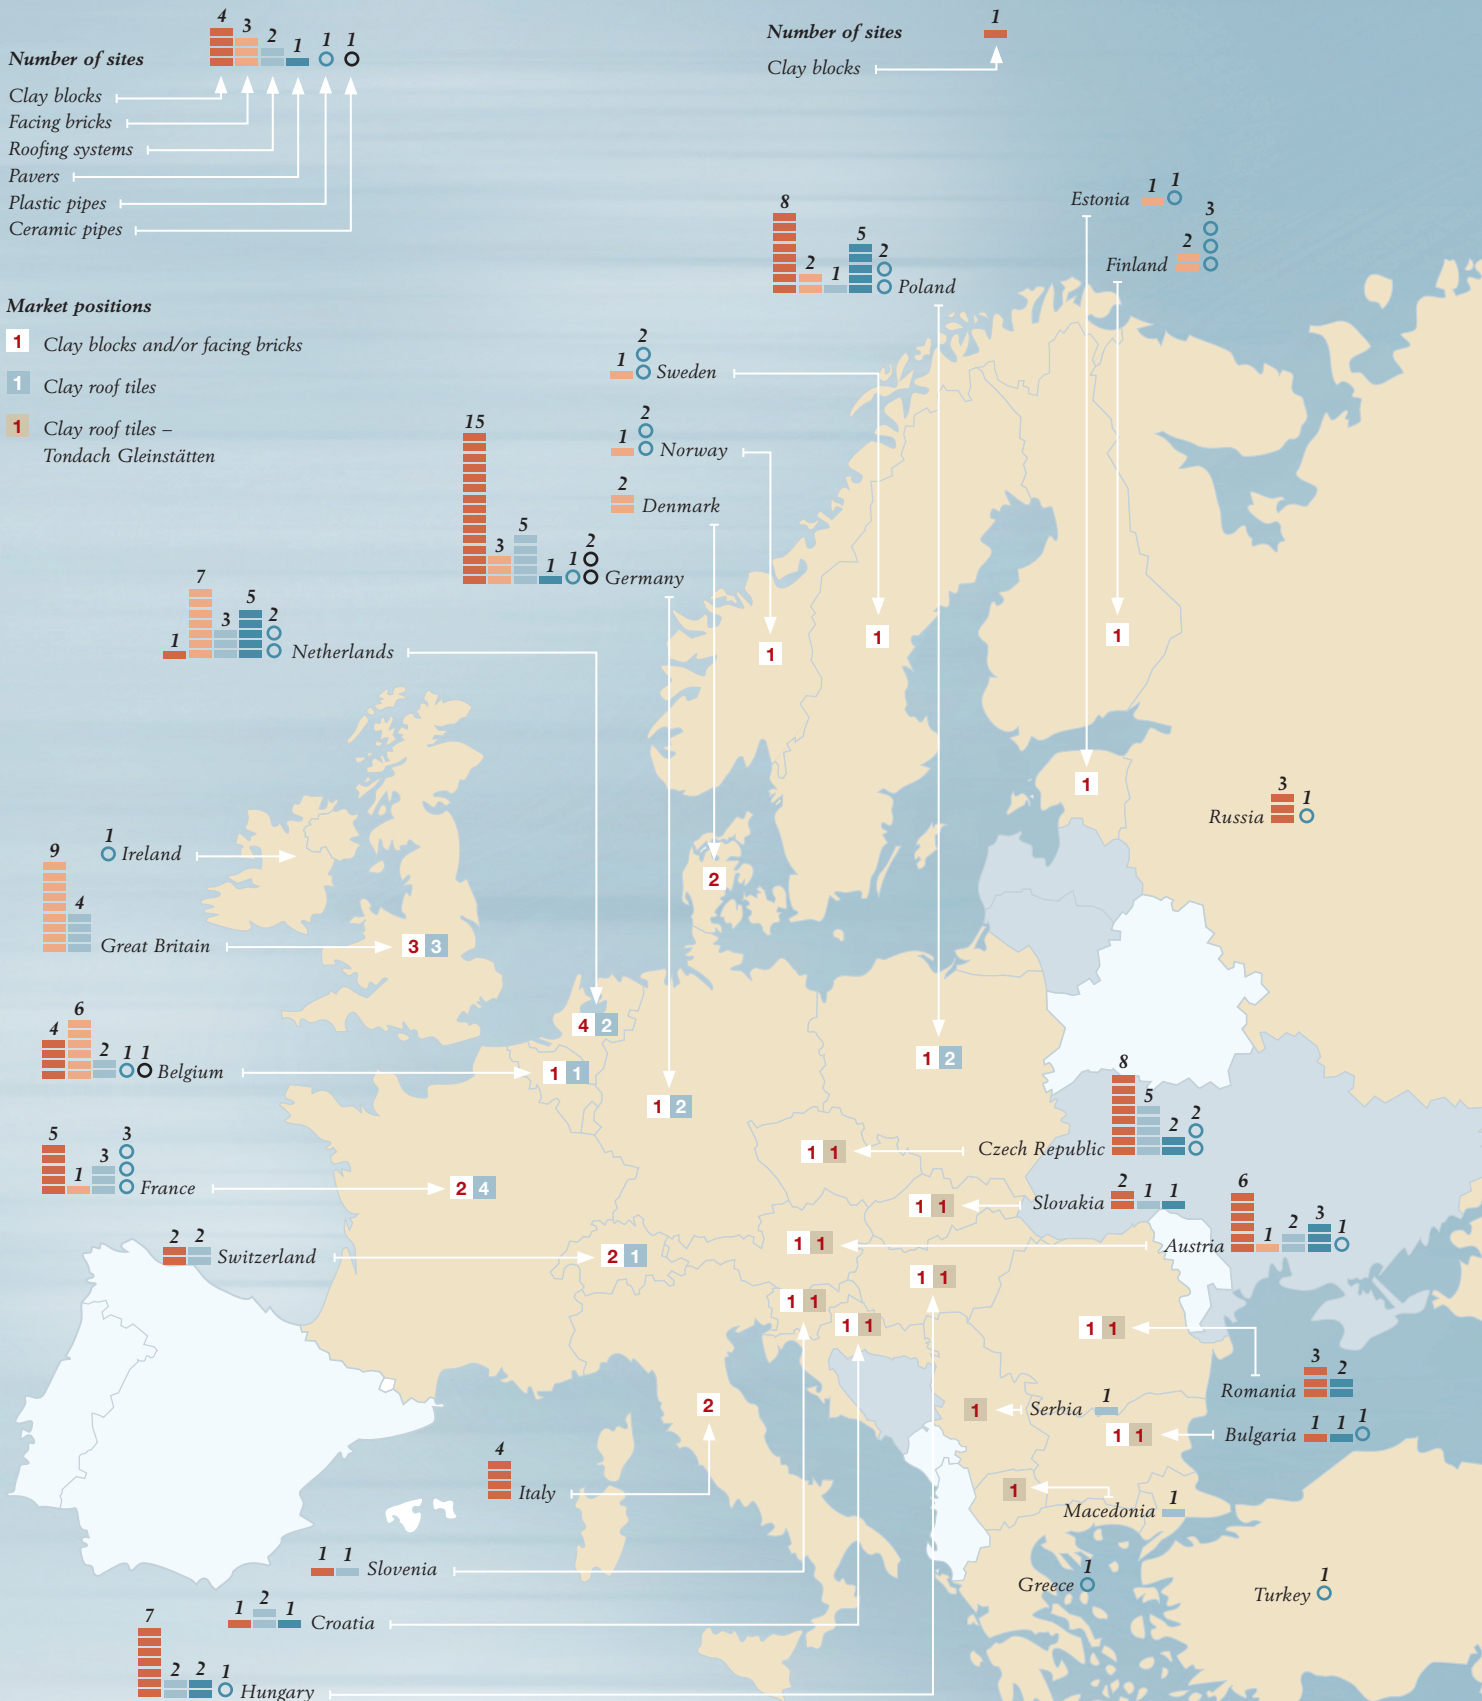 4 3 2 1 1 1
Number of sites
Clay blocks
Facing bricks
Roofing systems
Pavers
Plastic pipes
Ceramic pipes
1
Number of sites
Clay blocks
Market positions
1 Clay blocks and/or facing bricks
1 Clay roof tiles
1 Clay roof tiles –
Tondach Gleinstätten
1 1
Estonia
2 3
Finland
8 2 1 5 2
Poland
1 2
Sweden
1 2
Norway
2
Denmark
15 3 5 1 1 2
Germany
1 7 3 5 2
Netherlands
1
1
1
1
3 1
Russia
1
Ireland
2
9 4
Great Britain
3 3
4 2
4 6 2 1 1
Belgium
1 1
1 2
1 2
8 5 2 2
Czech Republic
1 1
5 1 3 3
France
2 4
2 1 1
Slovakia
1 1
6 1 2 3 1
Austria
1 1
2 2
Switzerland
2 1
1 1
1 1
1 1
1 1
3 2
Romania
2
1
1
Serbia
1 1
1 1 1
Bulgaria
4
Italy
1
1
Macedonia
1 1
Slovenia
1
Greece
1
Turkey
1 2 1
Croatia
7 2 2 1
Hungary